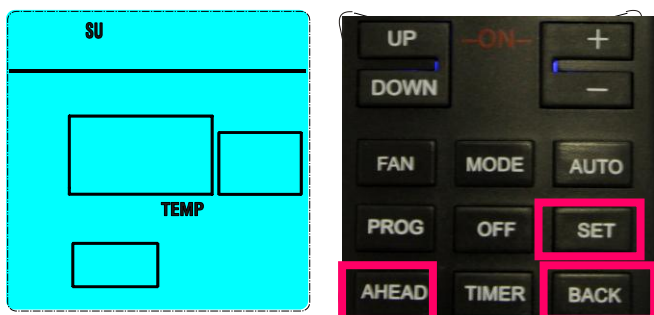 SU
TEMP
UP -ON- +
DOWN -
FAN MODE AUTO
PROG OFF SET
AHEAD TIMER BACK